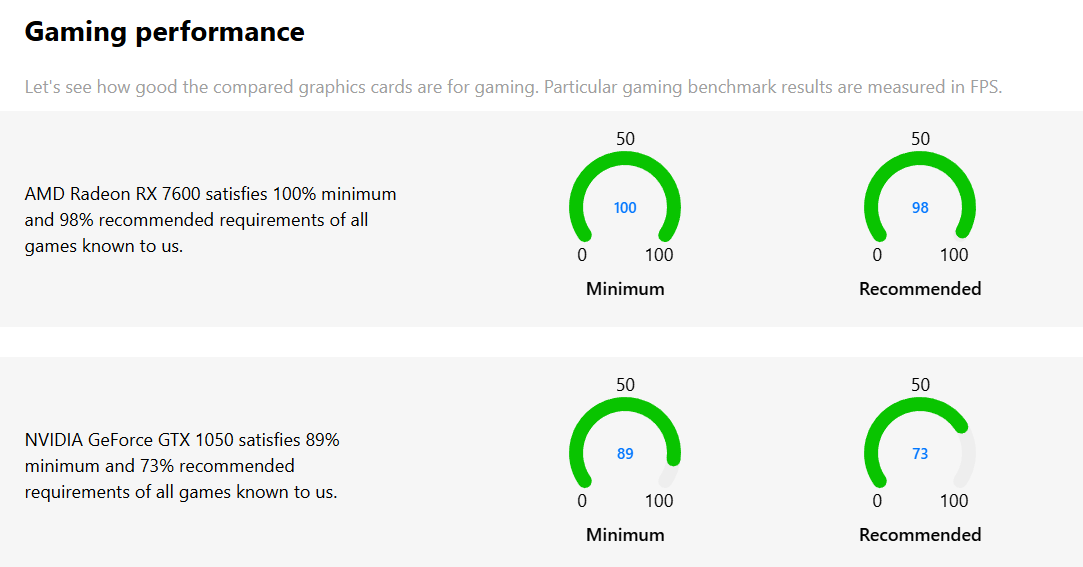 Gaming performance
Let's see how good the compared graphics cards are for gaming. Particular gaming benchmark results are measured in FPS.
AMD Radeon RX 7600 satisfies 100% minimum
and 98% recommended requirements of all
games known to us.
50
100
0 100
Minimum
50
98
0 100
Recommended
NVIDIA GeForce GTX 1050 satisfies 89%
minimum and 73% recommended
requirements of all games known to us.
50
89
0 100
Minimum
50
73
0 100
Recommended